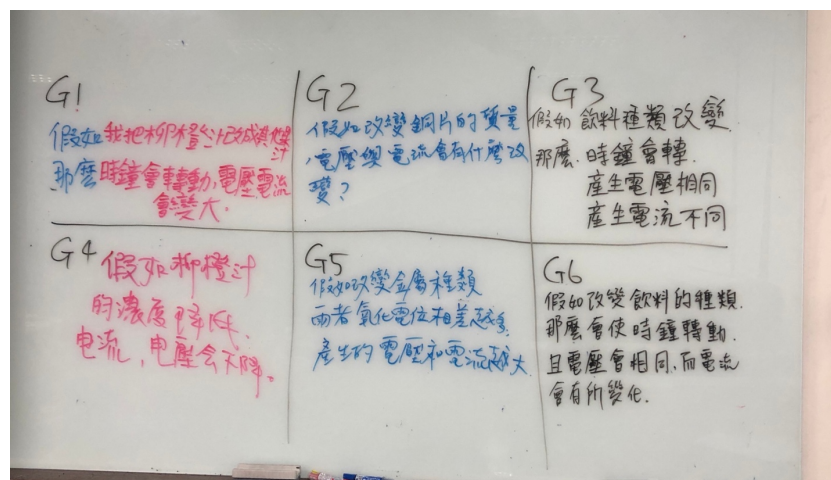 G1
假如我把柳橙汁改成其他果汁
那麼時鐘會轉動,電壓電流
會變大.
G2
假如改變銅片的質量
,電壓與電流會有什麼改
變?
G3
假如飲料種類改變.
那麼.時鐘會轉.
產生電壓相同
產生電流不同
G4
假如柳橙汁
的濃度降低.
電流,電壓會下降。
G5
假如改變金屬種類
兩者氧化電位相差越多
產生的電壓和電流越大
G6
假如改變飲料的種類.
那麼會使時鐘轉動.
且電壓會相同,而電流
會有所變化.